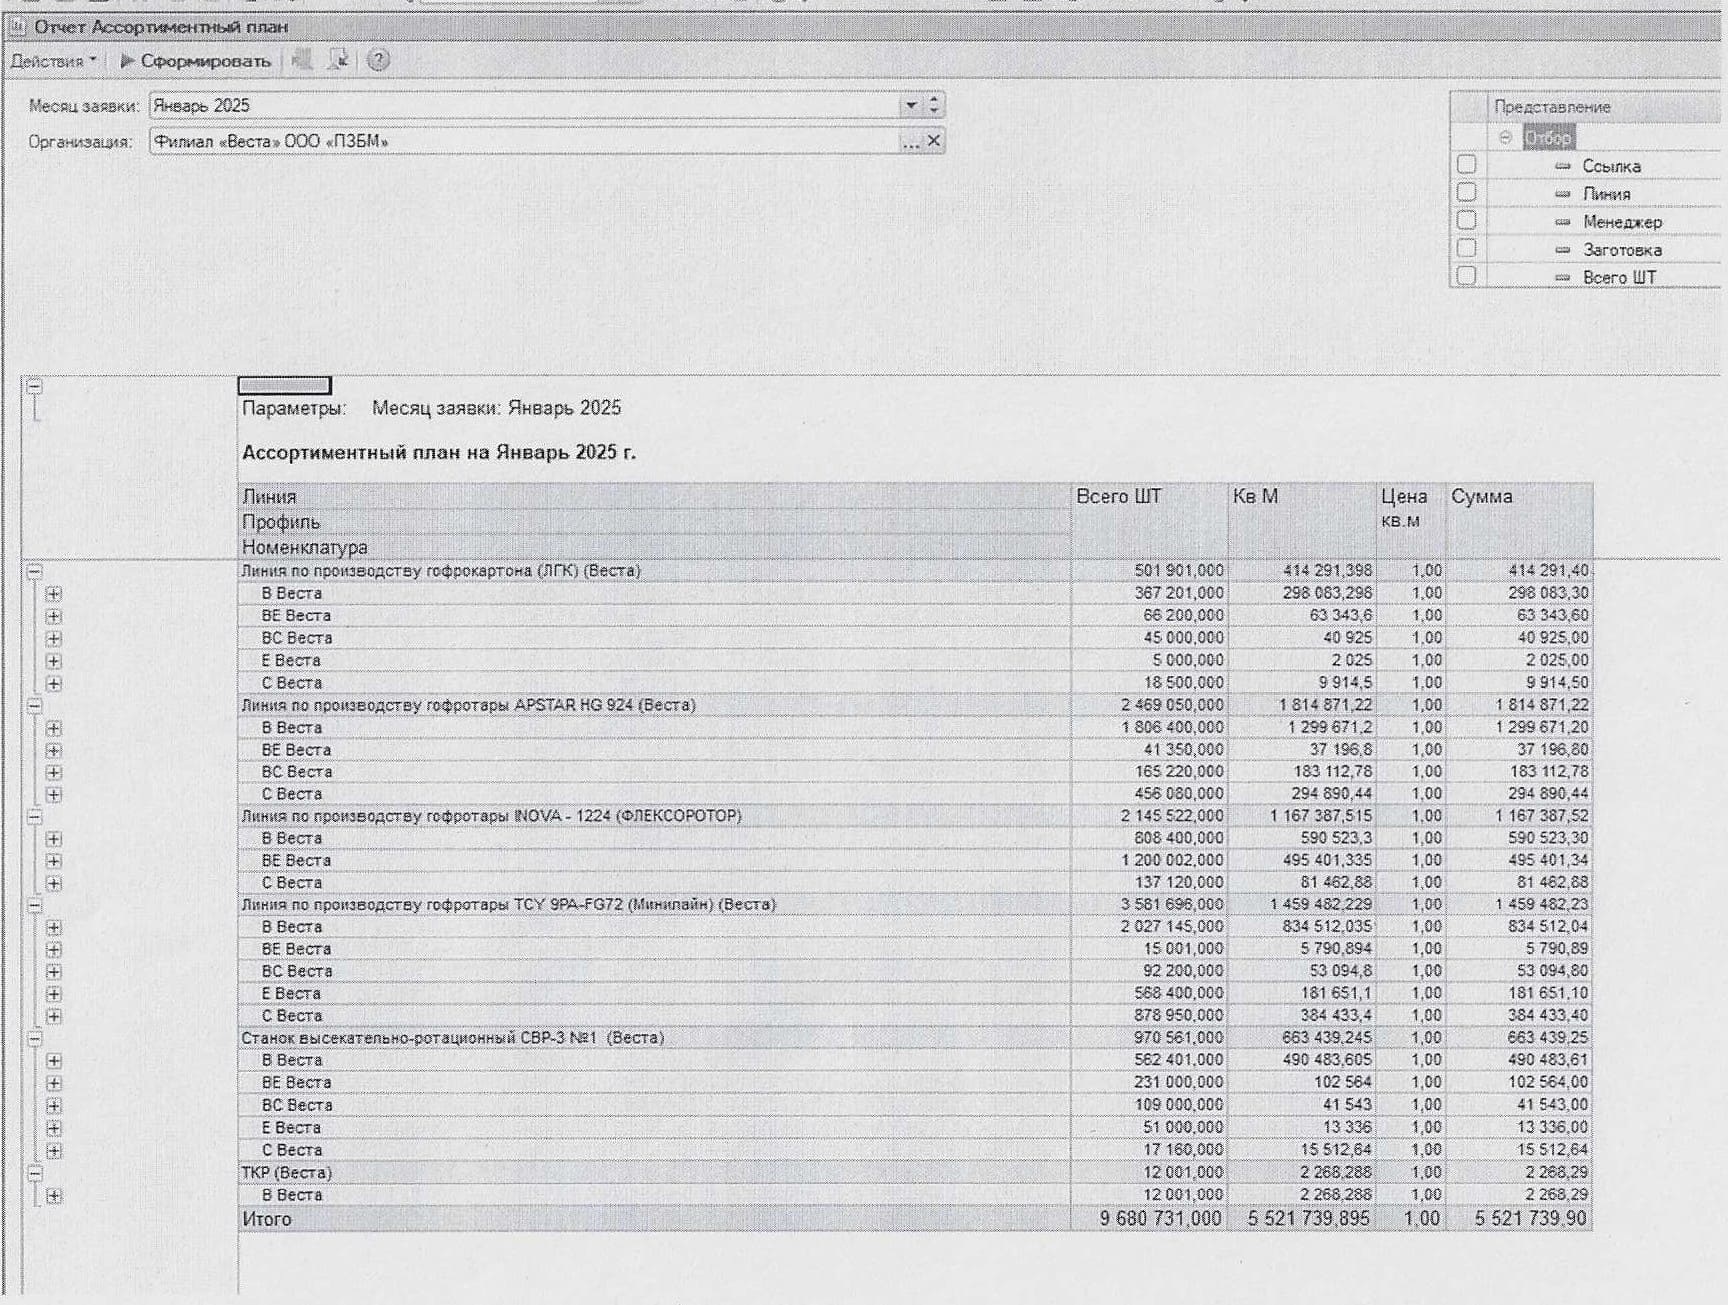 Отчет Ассортиментный план
Действия Сформировать ?
Месяц заявки: Январь 2025
Организация: Филиал «Веста» ООО «ПЗБМ» ... ×
Представление
Отбор
Ссылка
Линия
Менеджер
Заготовка
Всего ШТ
Параметры: Месяц заявки: Январь 2025
Ассортиментный план на Январь 2025 г.
Линия Всего ШТ Кв М Цена Сумма
Профиль кв.м
Номенклатура
Линия по производству гофрокартона (ЛГК) (Веста) 501 901,000 414 291,398 1,00 414 291,40
В Веста 367 201,000 298 083,298 1,00 298 083,30
ВЕ Веста 66 200,000 63 343,6 1,00 63 343,60
ВС Веста 45 000,000 40 925 1,00 40 925,00
Е Веста 5 000,000 2 025 1,00 2 025,00
С Веста 18 500,000 9 914,5 1,00 9 914,50
Линия по производству гофротары APSTAR HG 924 (Веста) 2 469 050,000 1 814 871,22 1,00 1 814 871,22
В Веста 1 806 400,000 1 299 671,2 1,00 1 299 671,20
ВЕ Веста 41 350,000 37 196,8 1,00 37 196,80
ВС Веста 165 220,000 183 112,78 1,00 183 112,78
С Веста 456 080,000 294 890,44 1,00 294 890,44
Линия по производству гофротары INOVA - 1224 (ФЛЕКСОРОТОР) 2 145 522,000 1 167 387,515 1,00 1 167 387,52
В Веста 808 400,000 590 523,3 1,00 590 523,30
ВЕ Веста 1 200 002,000 495 401,335 1,00 495 401,34
С Веста 137 120,000 81 462,88 1,00 81 462,88
Линия по производству гофротары TCY 9PA-FG72 (Минилайн) (Веста) 3 581 696,000 1 459 482,229 1,00 1 459 482,23
В Веста 2 027 145,000 834 512,035 1,00 834 512,04
ВЕ Веста 15 001,000 5 790,894 1,00 5 790,89
ВС Веста 92 200,000 53 094,8 1,00 53 094,80
Е Веста 568 400,000 181 651,1 1,00 181 651,10
С Веста 878 950,000 384 433,4 1,00 384 433,40
Станок высекательно-ротационный СВР-3 №1 (Веста) 970 561,000 663 439,245 1,00 663 439,25
В Веста 562 401,000 490 483,605 1,00 490 483,61
ВЕ Веста 231 000,000 102 564 1,00 102 564,00
ВС Веста 109 000,000 41 543 1,00 41 543,00
Е Веста 51 000,000 13 336 1,00 13 336,00
С Веста 17 160,000 15 512,64 1,00 15 512,64
ТКР (Веста) 12 001,000 2 268,288 1,00 2 268,29
В Веста 12 001,000 2 268,288 1,00 2 268,29
Итого 9 680 731,000 5 521 739,895 1,00 5 521 739,90